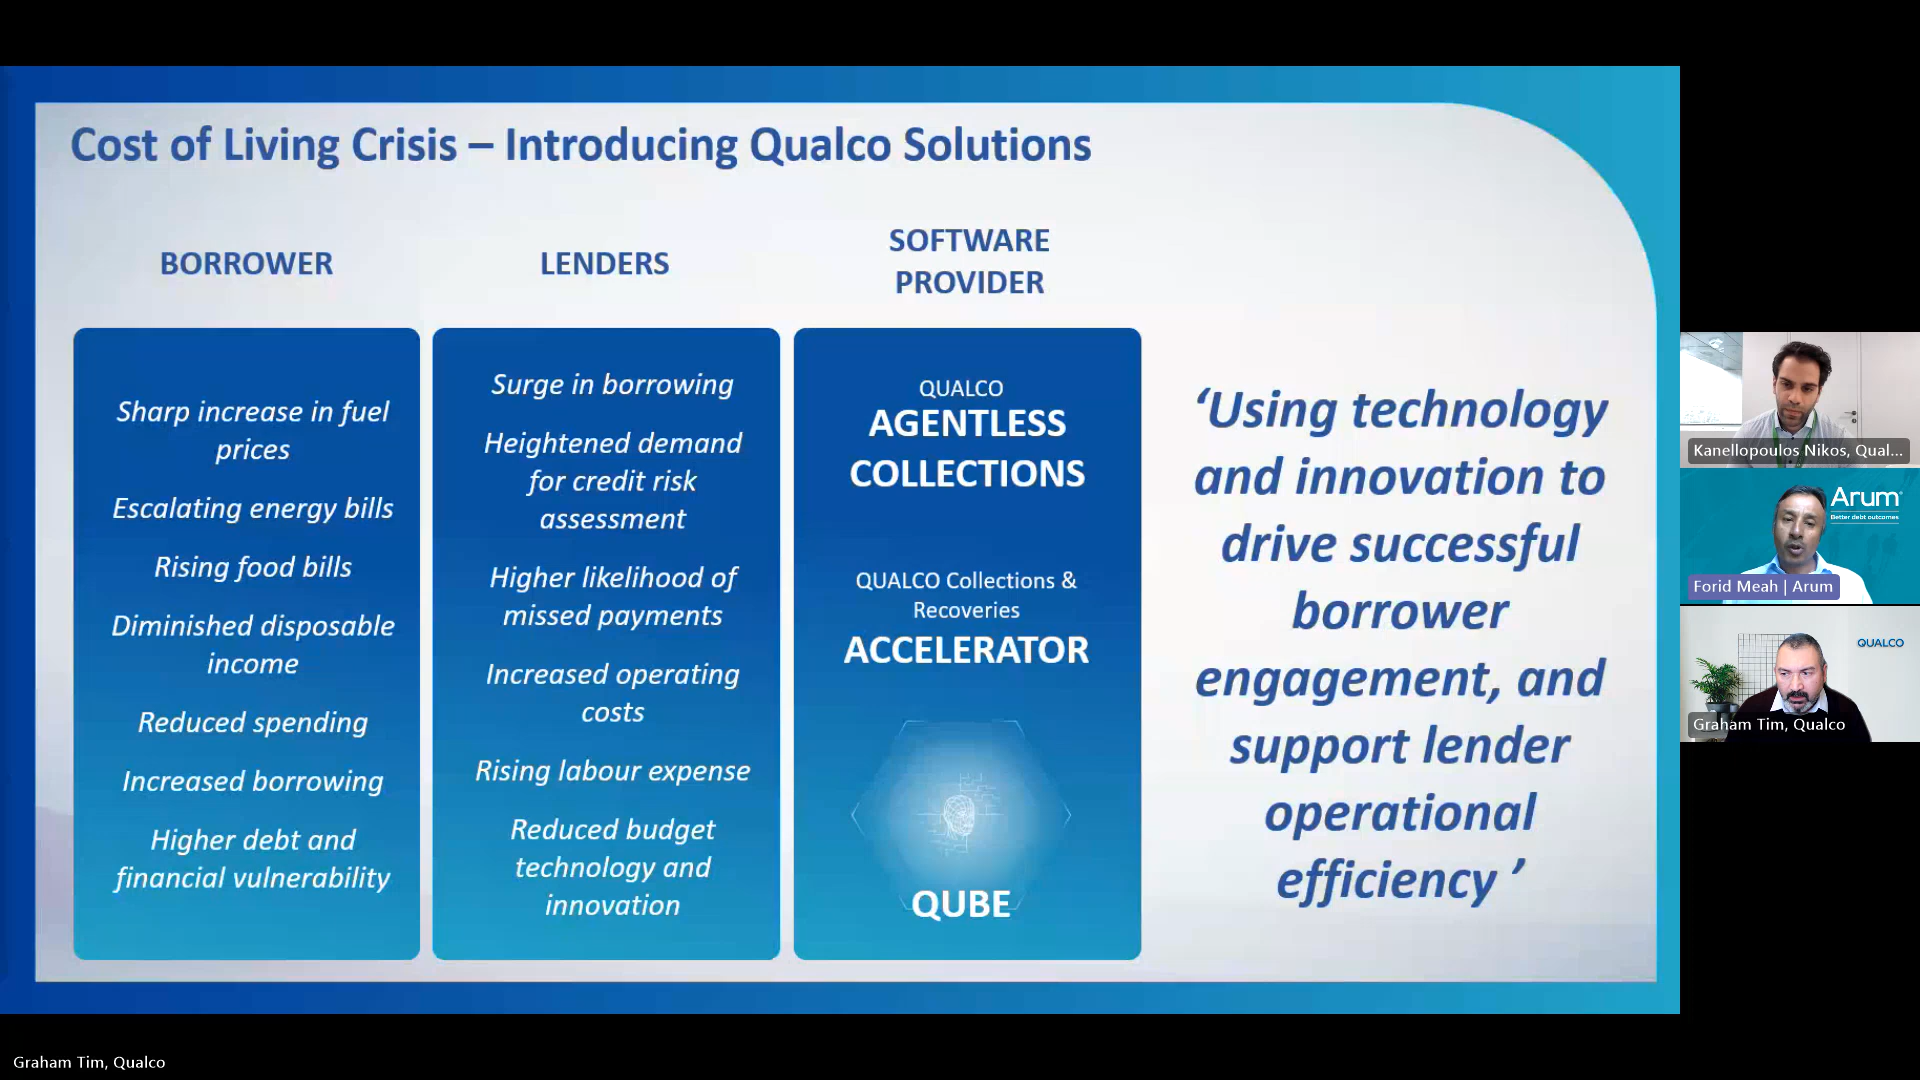 Cost of Living Crisis – Introducing Qualco Solutions
BORROWER
Sharp increase in fuel
prices
Escalating energy bills
Rising food bills
Diminished disposable
income
Reduced spending
Increased borrowing
Higher debt and
financial vulnerability
LENDERS
Surge in borrowing
Heightened demand
for credit risk
assessment
Higher likelihood of
missed payments
Increased operating
costs
Rising labour expense
Reduced budget
technology and
innovation
SOFTWARE
PROVIDER
QUALCO
AGENTLESS
COLLECTIONS
QUALCO Collections &
Recoveries
ACCELERATOR
QUBE
‘Using technology
and innovation to
drive successful
borrower
engagement, and
support lender
operational
efficiency ’
Kanellopoulos Nikos, Qual...
Arum
Better debt outcomes
Forid Meah | Arum
QUALCO
Graham Tim, Qualco
Graham Tim, Qualco